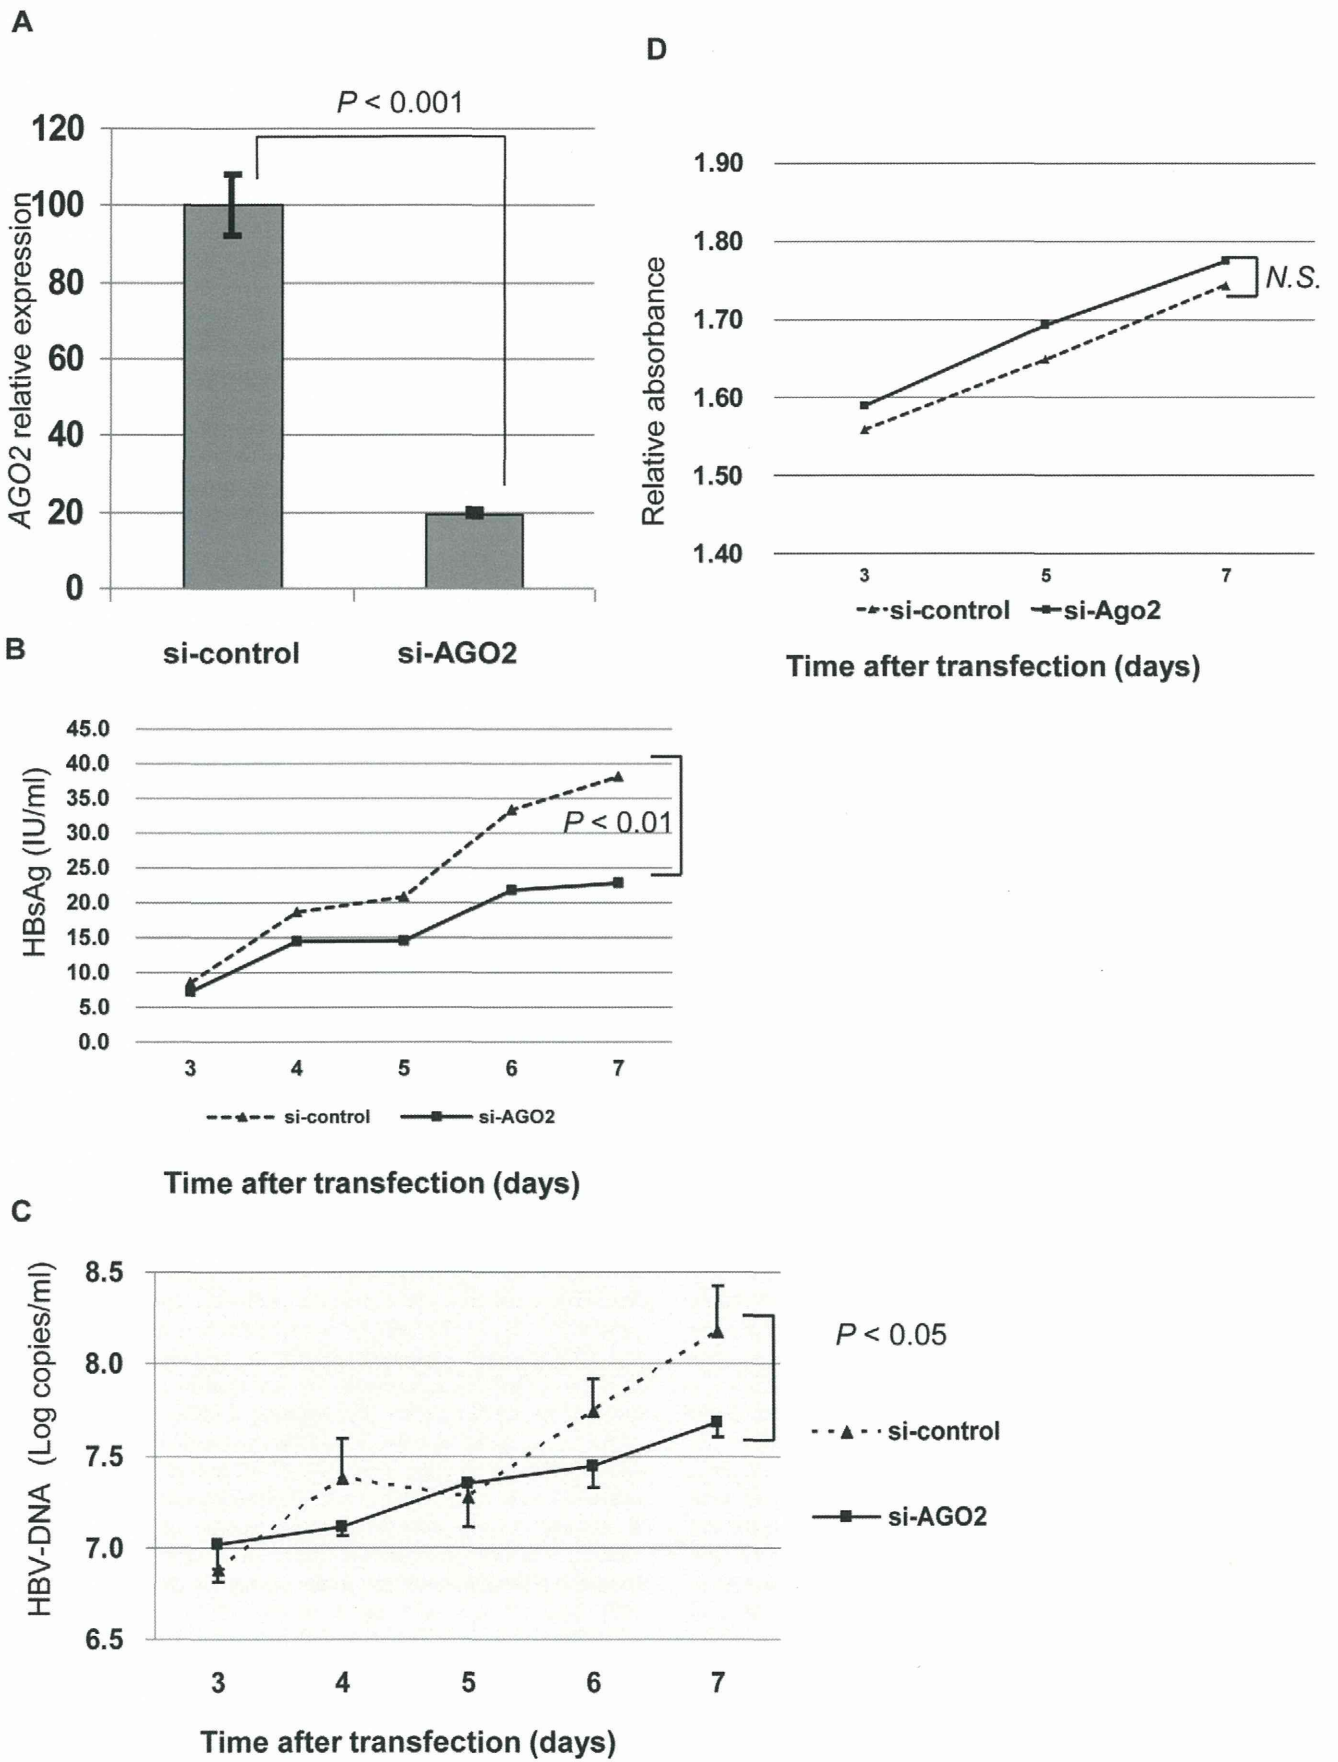 A
P < 0.001
AGO2 relative expression
120
100
80
60
40
20
0
si-control si-AGO2
D
Relative absorbance
1.90
1.80
1.70
1.60
1.50
1.40
N.S.
3 5 7
si-control si-Ago2
Time after transfection (days)
B
HBsAg (IU/ml)
45.0
40.0
35.0
30.0
25.0
20.0
15.0
10.0
5.0
0.0
P < 0.01
3 4 5 6 7
si-control si-AGO2
Time after transfection (days)
C
HBV-DNA (Log copies/ml)
8.5
8.0
7.5
7.0
6.5
P < 0.05
si-control
si-AGO2
3 4 5 6 7
Time after transfection (days)